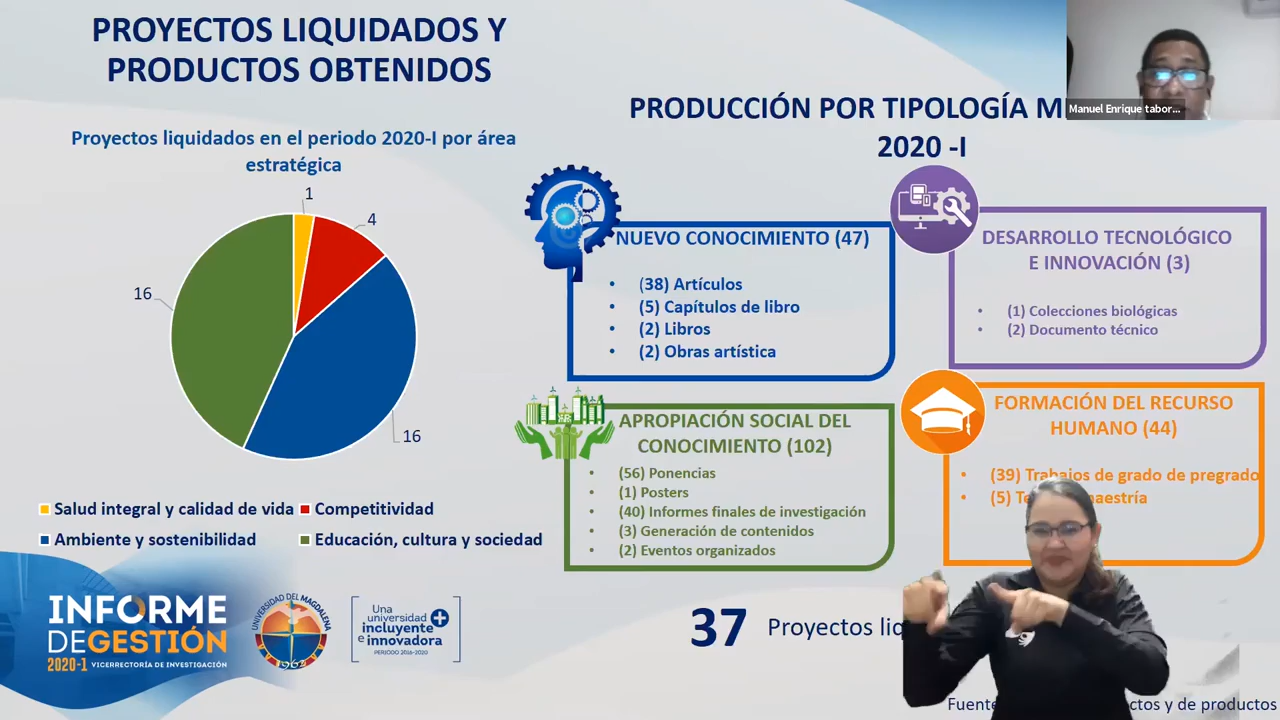 PROYECTOS LIQUIDADOS Y
PRODUCTOS OBTENIDOS
Proyectos liquidados en el periodo 2020-I por área
estratégica
1
4
16
16
Salud integral y calidad de vida
Competitividad
Ambiente y sostenibilidad
Educación, cultura y sociedad
PRODUCCIÓN POR TIPOLOGÍA
2020 -I
Manuel Enrique tabor...
NUEVO CONOCIMIENTO (47)
• (38) Artículos
• (5) Capítulos de libro
• (2) Libros
• (2) Obras artística
DESARROLLO TECNOLÓGICO
E INNOVACIÓN (3)
• (1) Colecciones biológicas
• (2) Documento técnico
APROPIACIÓN SOCIAL DEL
CONOCIMIENTO (102)
• (56) Ponencias
• (1) Posters
• (40) Informes finales de investigación
• (3) Generación de contenidos
• (2) Eventos organizados
FORMACIÓN DEL RECURSO
HUMANO (44)
• (39) Trabajos de grado de pregrado
• (5) maestría
37 Proyectos
INFORME
DEGESTIÓN
2020-1 VICERRECTORÍA DE INVESTIGACIÓN
UNIVERSIDAD DEL MAGDALENA
1962
Una
universidad
incluyente
e innovadora
PERIODO 2016-2020
y de productos